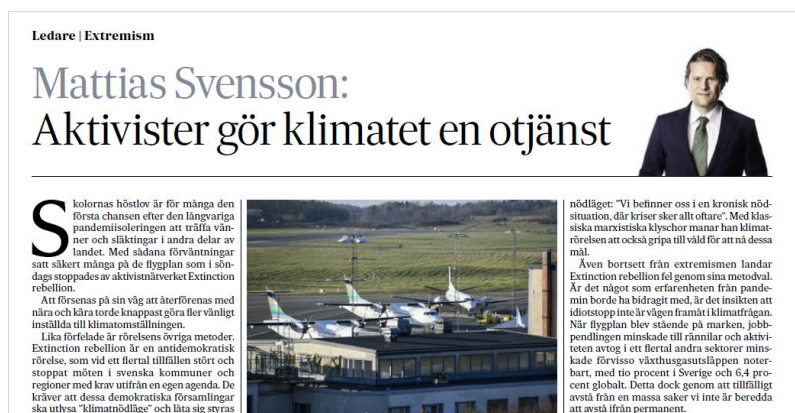 Ledare | Extremism
Mattias Svensson:
Aktivister gör klimatet en otjänst
Skolornas höstlov är för många den
första chansen efter den långvariga
pandemiisoleringen att träffa vän-
ner och släktingar i andra delar av
landet. Med sådana förväntningar
satt säkert många på de flygplan som i sön-
dags stoppades av aktivistnätverket Extinction
rebellion.
Att försenas på sin väg att återförenas med
nära och kära torde knappast göra fler vänligt
inställda till klimatomställningen.
Lika förfelade är rörelsens övriga metoder.
Extinction rebellion är en antidemokratisk
rörelse, som vid ett flertal tillfällen stört och
stoppat möten i svenska kommuner och
regioner med krav utifrån en egen agenda. De
kräver att dessa demokratiska församlingar
ska utlysa "klimatnödläge" och låta sig styras
nödläget: "Vi befinner oss i en kronisk nöd-
situation, där kriser sker allt oftare". Med klas-
siska marxistiska klyschor manar han klimat-
rörelsen att också gripa till våld för att nå dessa
mål.
Även bortsett från extremismen landar
Extinction rebellion fel genom sina metodval.
Är det något som erfarenheten från pande-
min borde ha bidragit med, är det insikten att
idiotstopp inte är vägen framåt i klimatfrågan.
När flygplan blev stående på marken, jobb-
pendlingen minskade till rännilar och aktivi-
teten avtog i ett flertal andra sektorer mins-
kade förvisso växthusgasutsläppen noter-
bart, med tio procent i Sverige och 6,4 pro-
cent globalt. Detta dock genom att tillfälligt
avstå från en massa saker vi inte är beredda
att avstå ifrån permanent.